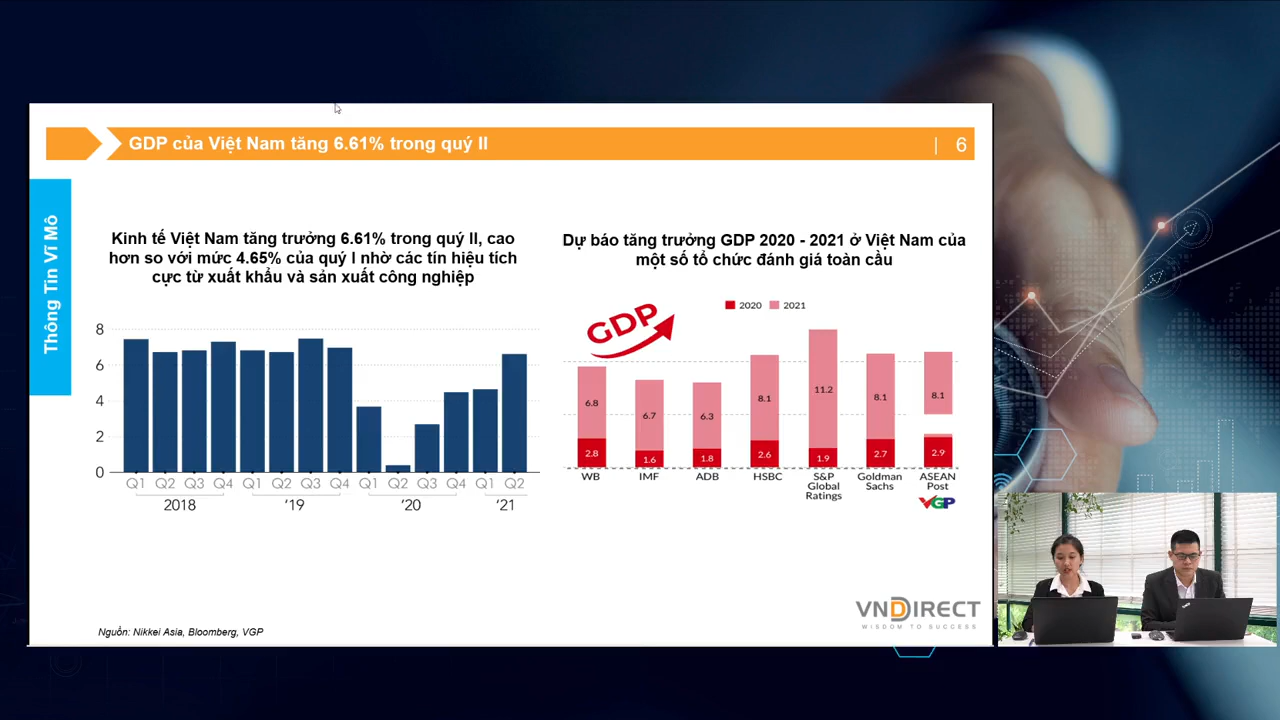 GDP của Việt Nam tăng 6.61% trong quý II
| 6
Thông Tin Vĩ Mô
Kinh tế Việt Nam tăng trưởng 6.61% trong quý II, cao
hơn so với mức 4.65% của quý I nhờ các tín hiệu tích
cực từ xuất khẩu và sản xuất công nghiệp
8
6
4
2
0
Q1 Q2 Q3 Q4 Q1 Q2 Q3 Q4 Q1 Q2 Q3 Q4 Q1 Q2
2018 '19 '20 '21
Dự báo tăng trưởng GDP 2020 - 2021 ở Việt Nam của
một số tổ chức đánh giá toàn cầu
GDP
2020 2021
6.8 6.7 6.3 8.1 11.2 8.1 8.1
2.8 1.6 1.8 2.6 1.9 2.7 2.9
WB
IMF
ADB
HSBC
S&P
Global
Ratings
Goldman
Sachs
ASEAN
Post
VGP
VNDIRECT
WISDOM TO SUCCESS
Nguồn: Nikkei Asia, Bloomberg, VGP